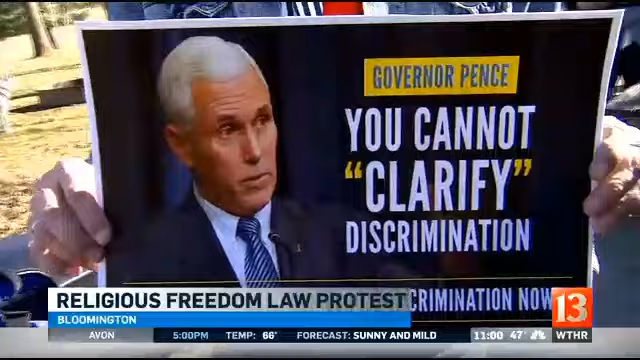 GOVERNOR PENCE
YOU CANNOT
“CLARIFY”
DISCRIMINATION
CRIMINATION NOW
RELIGIOUS FREEDOM LAW PROTEST
BLOOMINGTON
13
AVON 5:00PM TEMP: 66° FORECAST: SUNNY AND MILD 11:00 47° NBC WTHR